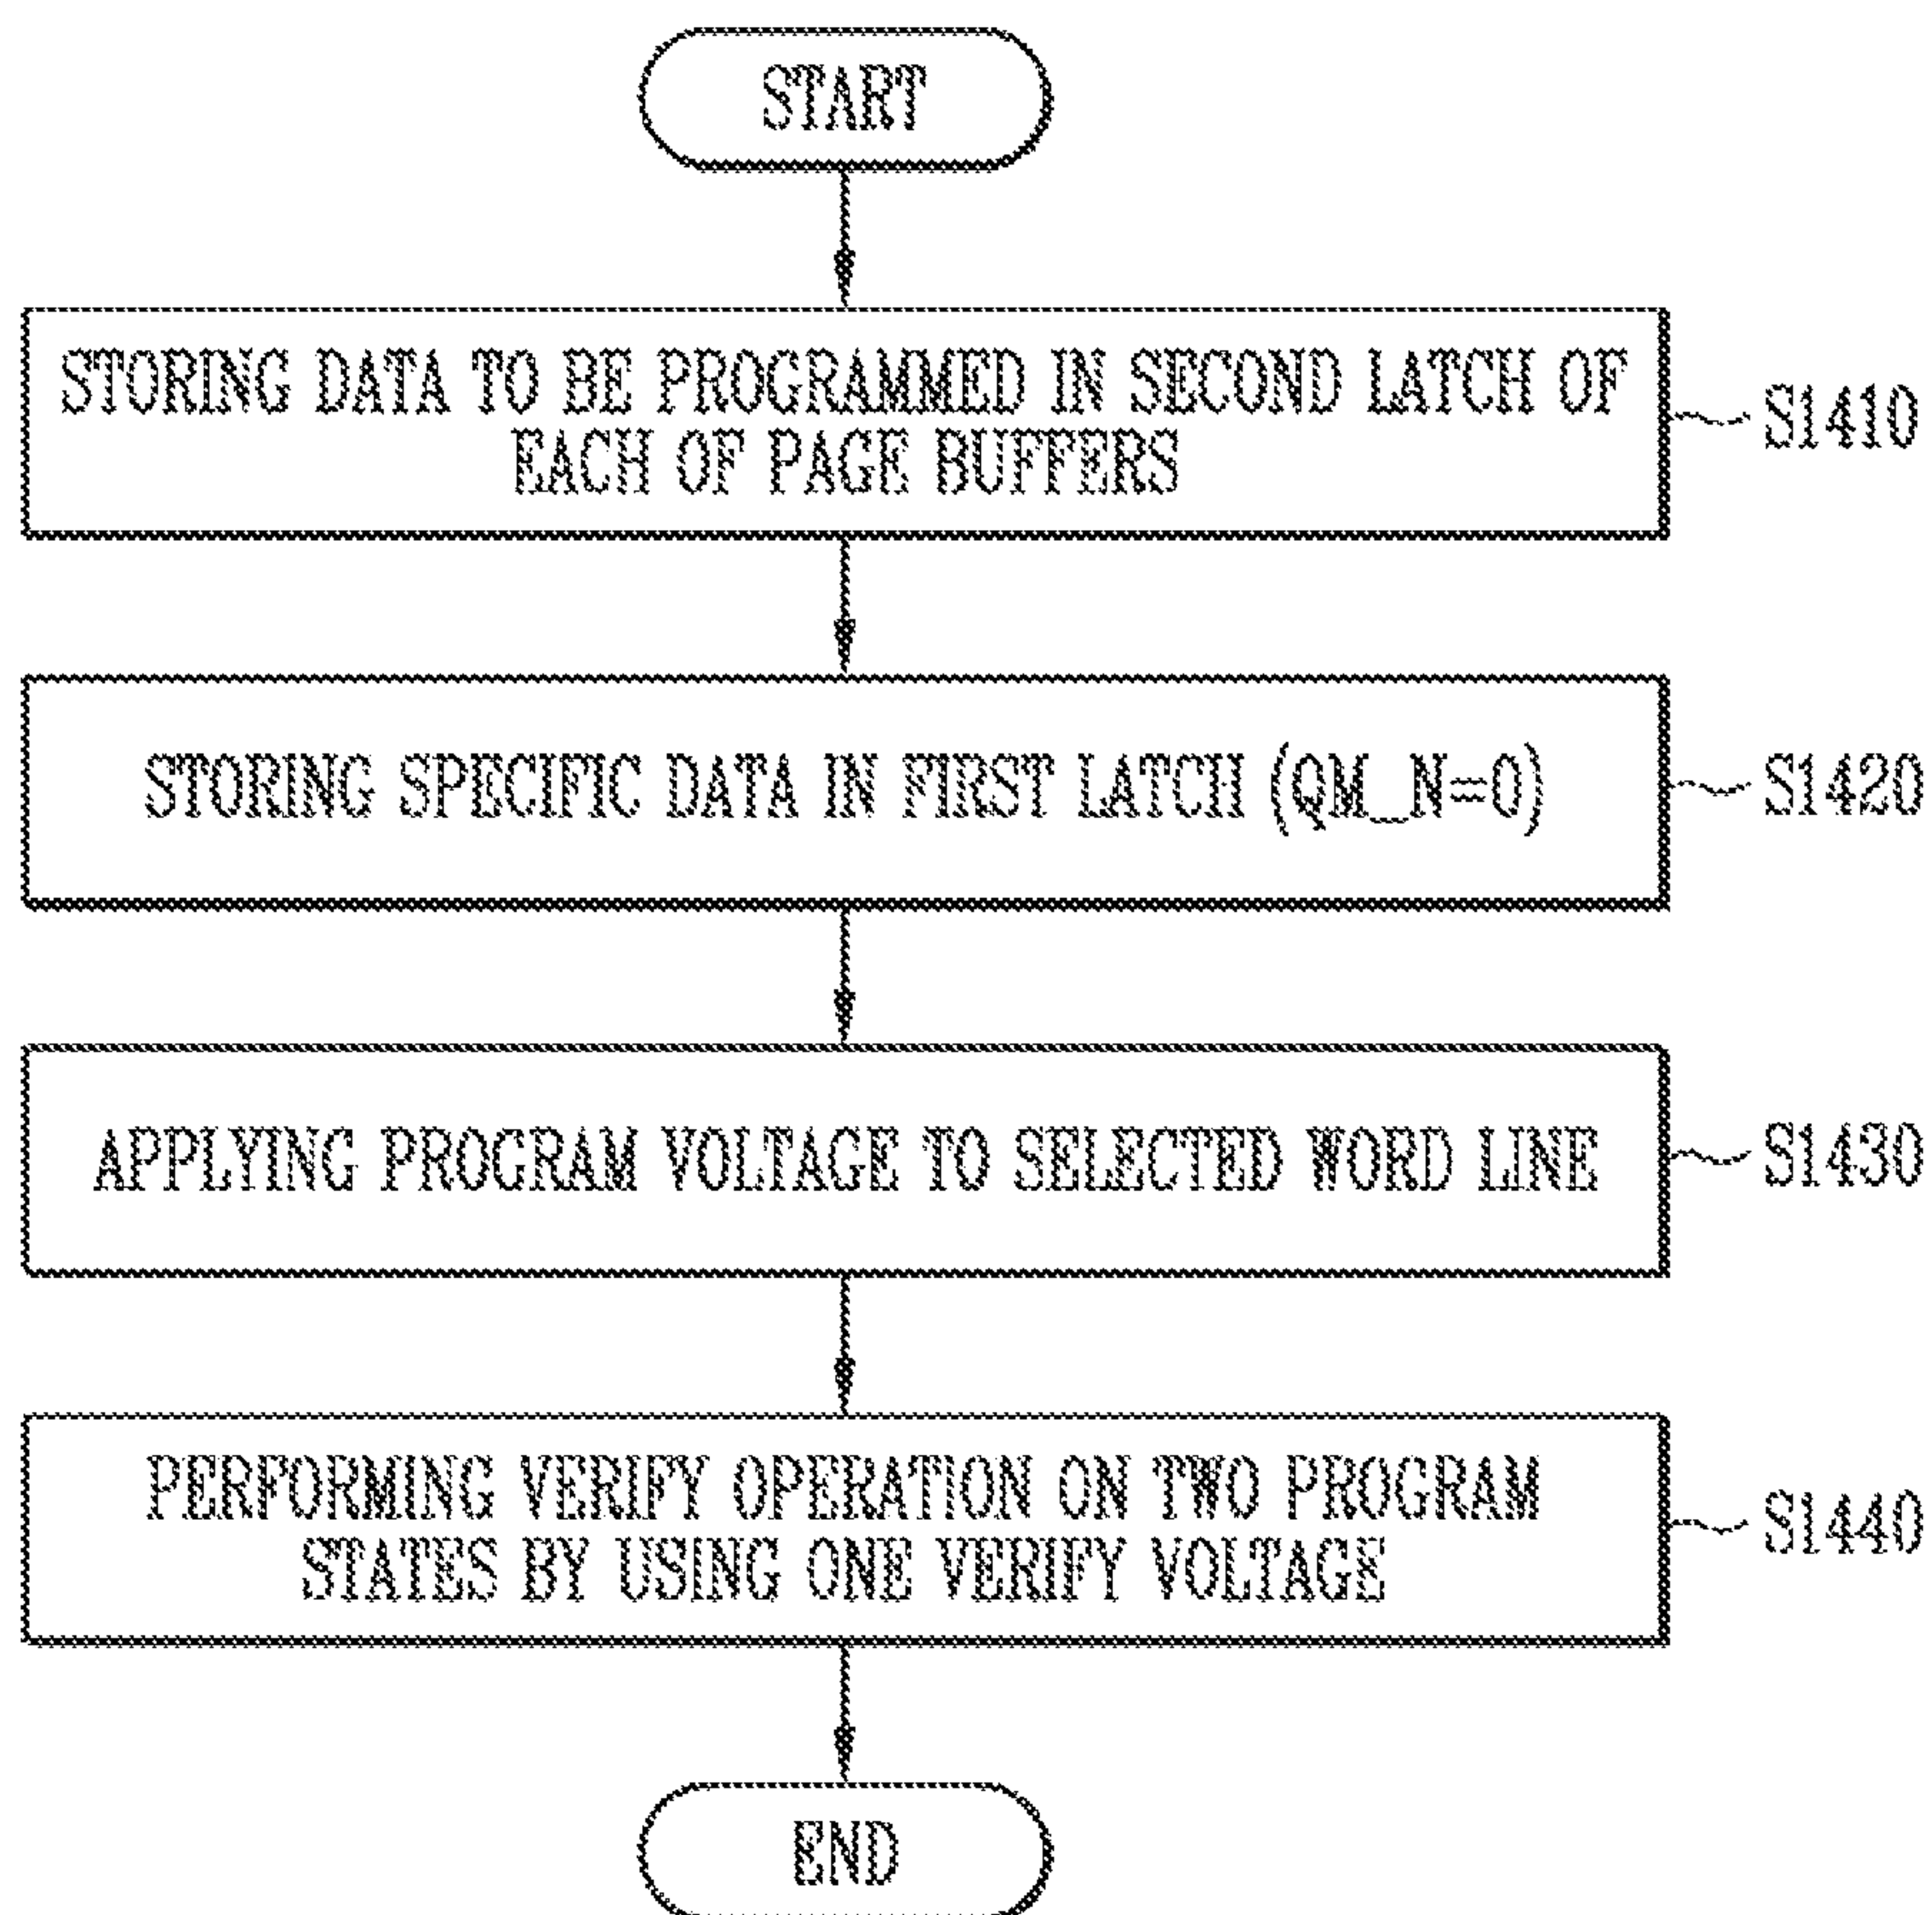 START
STORING DATA TO BE PROGRAMMED IN SECOND LATCH OF
EACH OF PAGE BUFFERS
S1410
STORING SPECIFIC DATA IN FIRST LATCH (QM_N=0)
S1420
APPLYING PROGRAM VOLTAGE TO SELECTED WORD LINE
S1430
PERFORMING VERIFY OPERATION ON TWO PROGRAM
STATES BY USING ONE VERIFY VOLTAGE
S1440
END